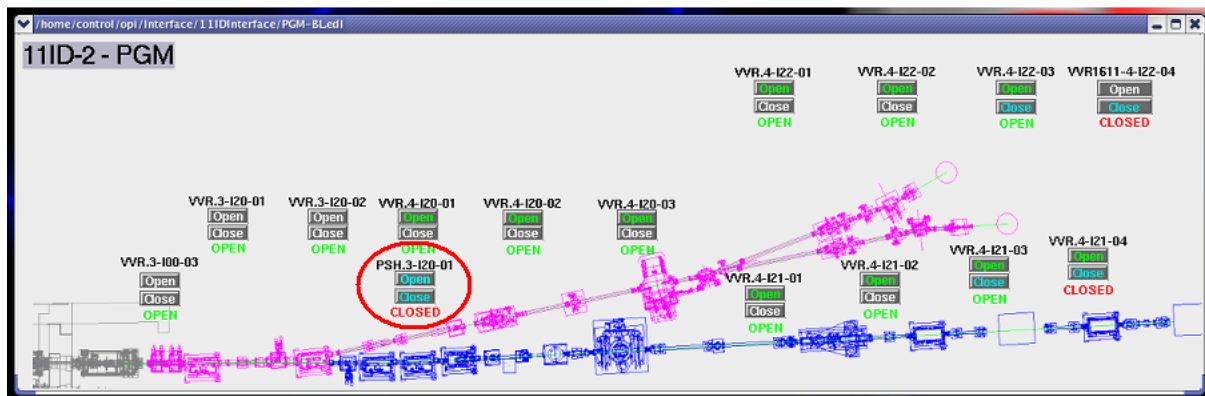 /home/control/opi/Interface/11IDInterface/PGM-BL.edl
11ID-2 - PGM
VVR.4-I22-01
Open
Close
OPEN
VVR.4-I22-02
Open
Close
OPEN
VVR.4-I22-03
Open
Close
OPEN
VVR1611-4-I22-04
Open
Close
CLOSED
VVR.3-I20-01
Open
Close
OPEN
VVR.3-I20-02
Open
Close
OPEN
VVR.4-I20-01
Open
Close
OPEN
VVR.4-I20-02
Open
Close
OPEN
VVR.4-I20-03
Open
Close
OPEN
VVR.3-I00-03
Open
Close
OPEN
PSH.3-I20-01
Open
Close
CLOSED
VVR.4-I21-01
Open
Close
OPEN
VVR.4-I21-02
Open
Close
OPEN
VVR.4-I21-03
Open
Close
OPEN
VVR.4-I21-04
Open
Close
CLOSED